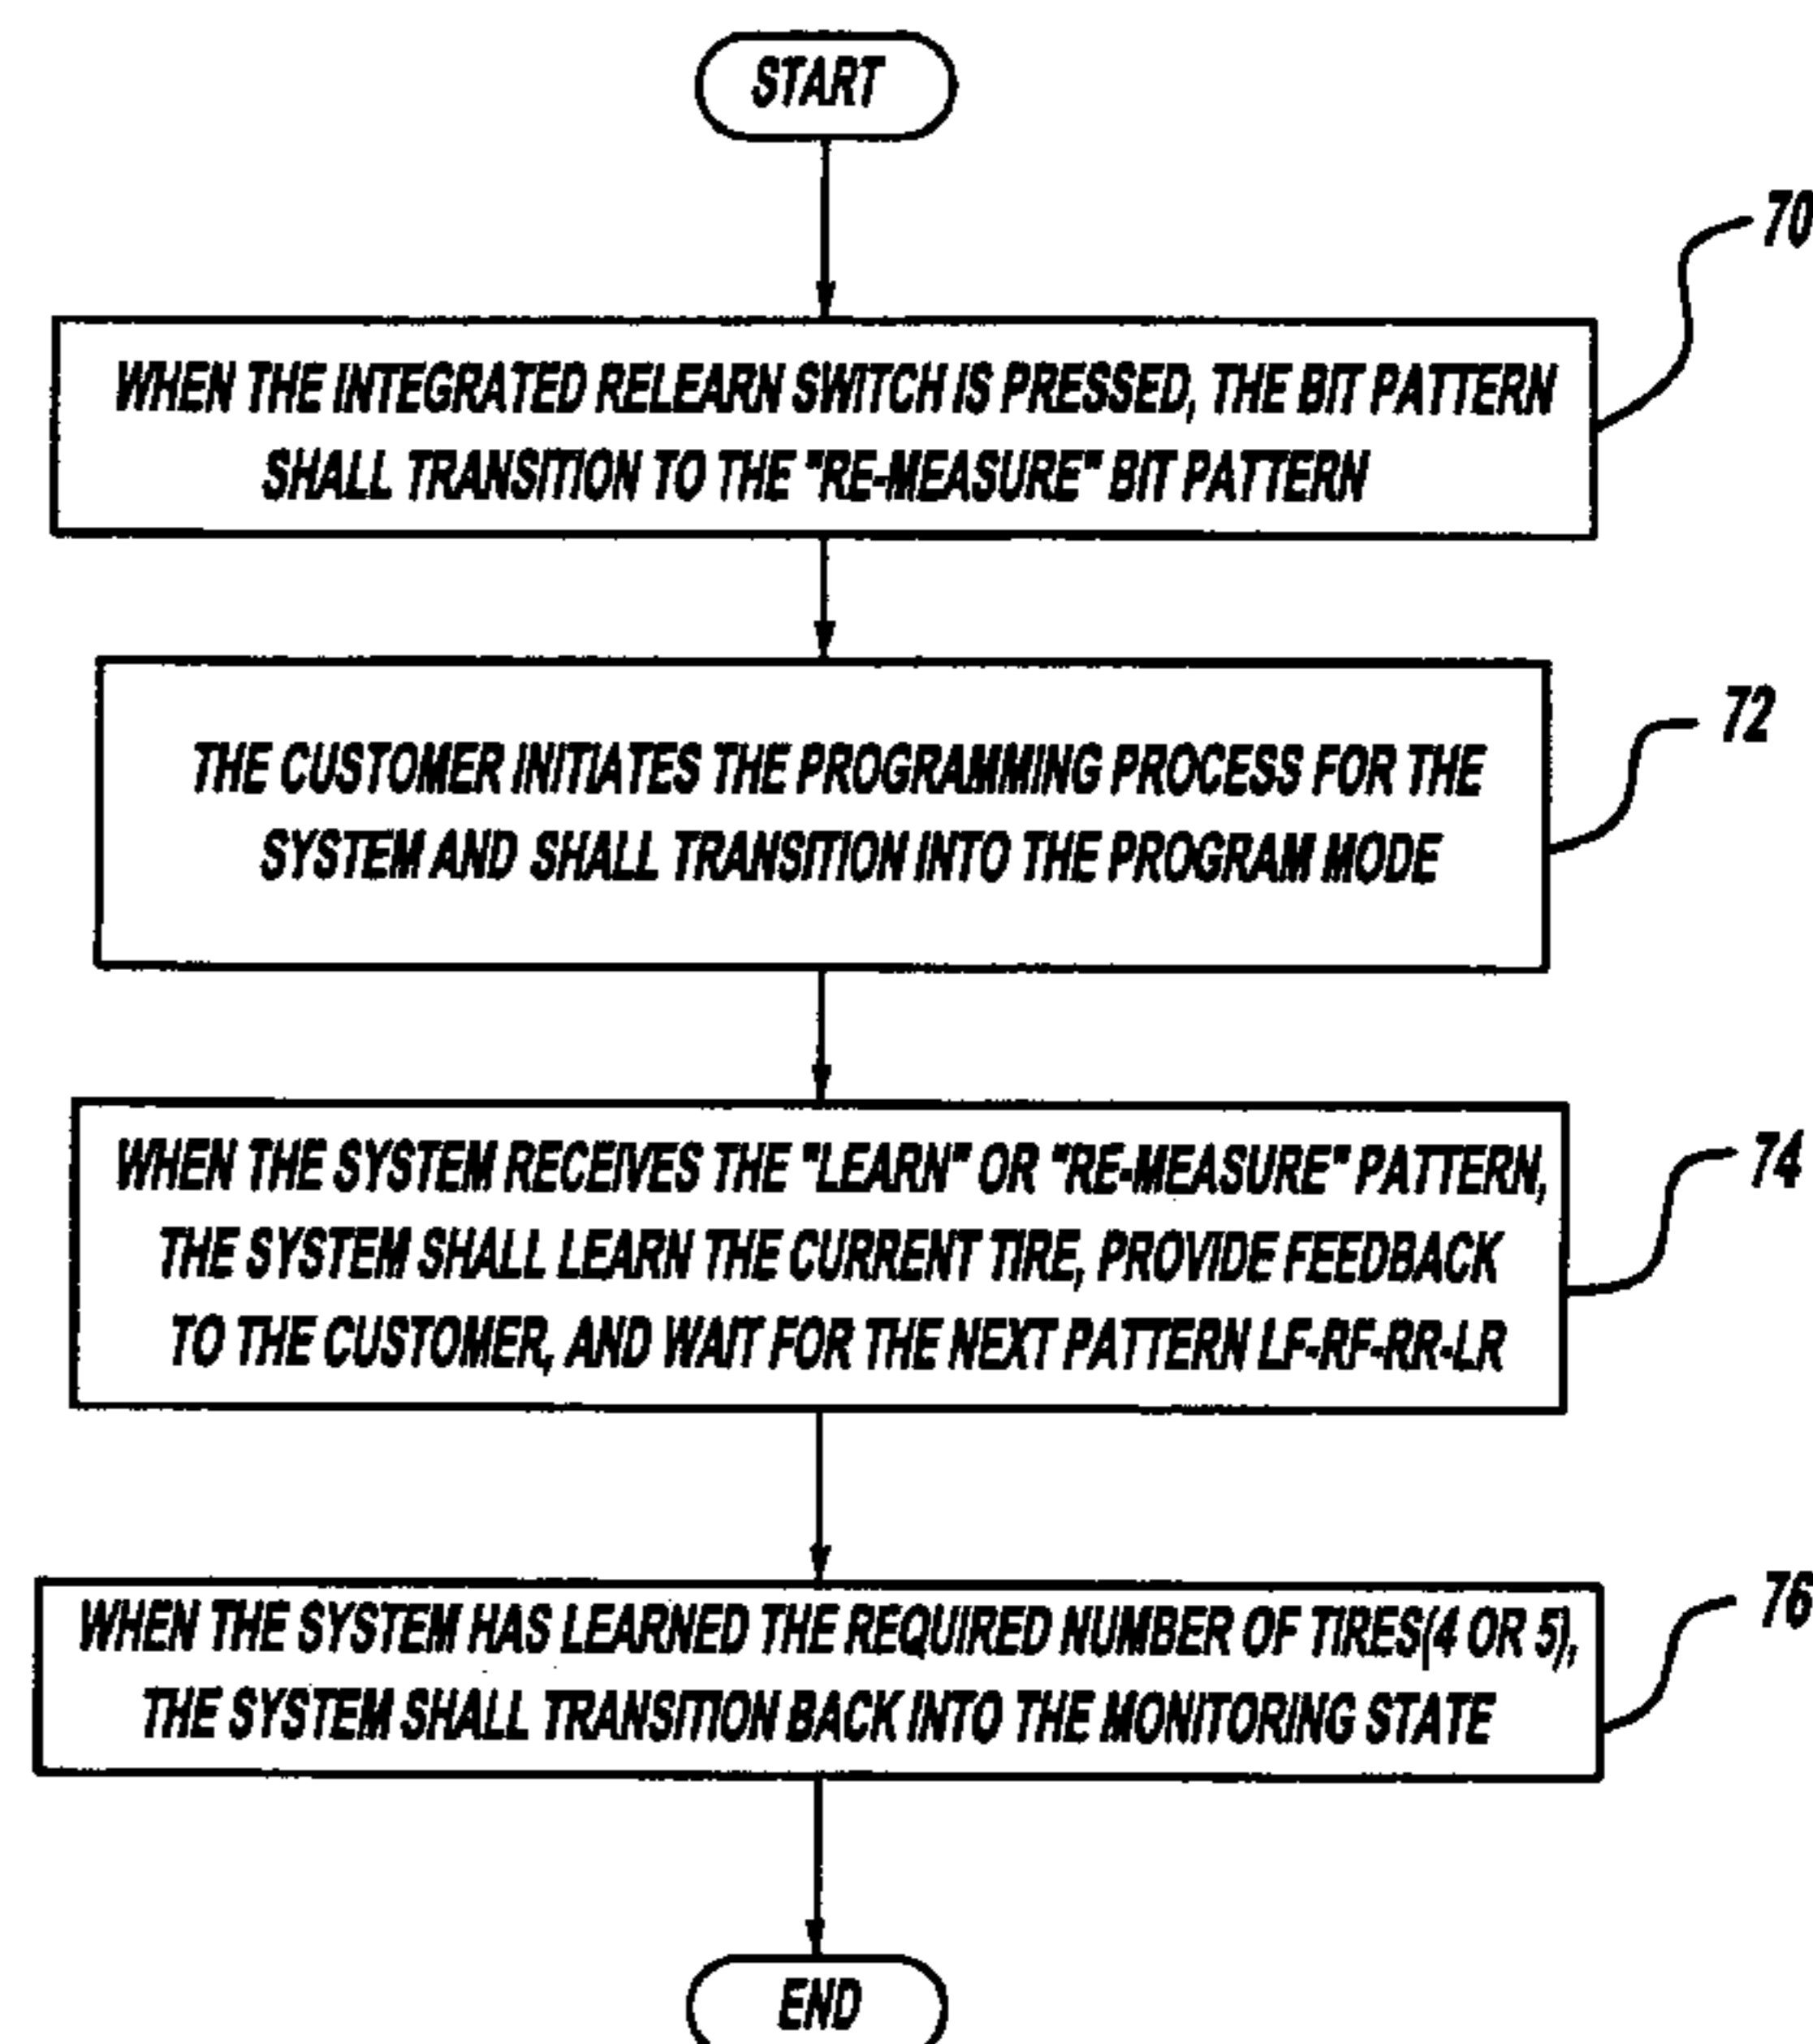 START
70
WHEN THE INTEGRATED RELEARN SWITCH IS PRESSED, THE BIT PATTERN
SHALL TRANSITION TO THE "RE-MEASURE" BIT PATTERN
72
THE CUSTOMER INITIATES THE PROGRAMMING PROCESS FOR THE
SYSTEM AND SHALL TRANSITION INTO THE PROGRAM MODE
74
WHEN THE SYSTEM RECEIVES THE "LEARN" OR "RE-MEASURE" PATTERN,
THE SYSTEM SHALL LEARN THE CURRENT TIRE, PROVIDE FEEDBACK
TO THE CUSTOMER, AND WAIT FOR THE NEXT PATTERN LF-RF-RR-LR
76
WHEN THE SYSTEM HAS LEARNED THE REQUIRED NUMBER OF TIRES(4 OR 5),
THE SYSTEM SHALL TRANSITION BACK INTO THE MONITORING STATE
END